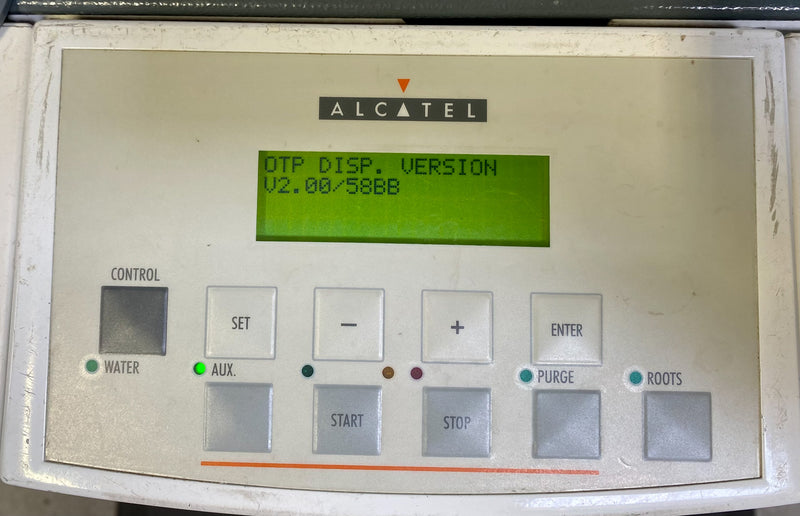 ALCATEL
OTP DISP. VERSION
V2.00/58BB
CONTROL
SET
−
+
ENTER
WATER
AUX.
PURGE
ROOTS
START
STOP